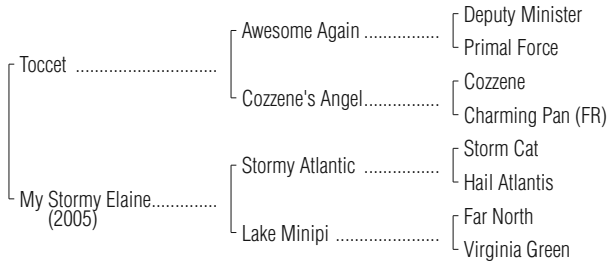 Deputy Minister
Awesome Again ................
Primal Force
Toccet .............................
Cozzene
Cozzene's Angel................
Charming Pan (FR)
Storm Cat
Stormy Atlantic ................
Hail Atlantis
My Stormy Elaine.............
(2005)
Far North
Lake Minipi ......................
Virginia Green